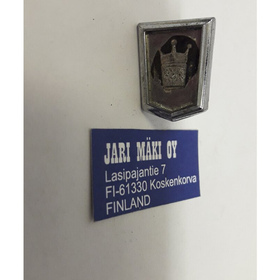 JARI MÄKI OY
Lasipajantie 7
FI-61330 Koskenkorva
FINLAND